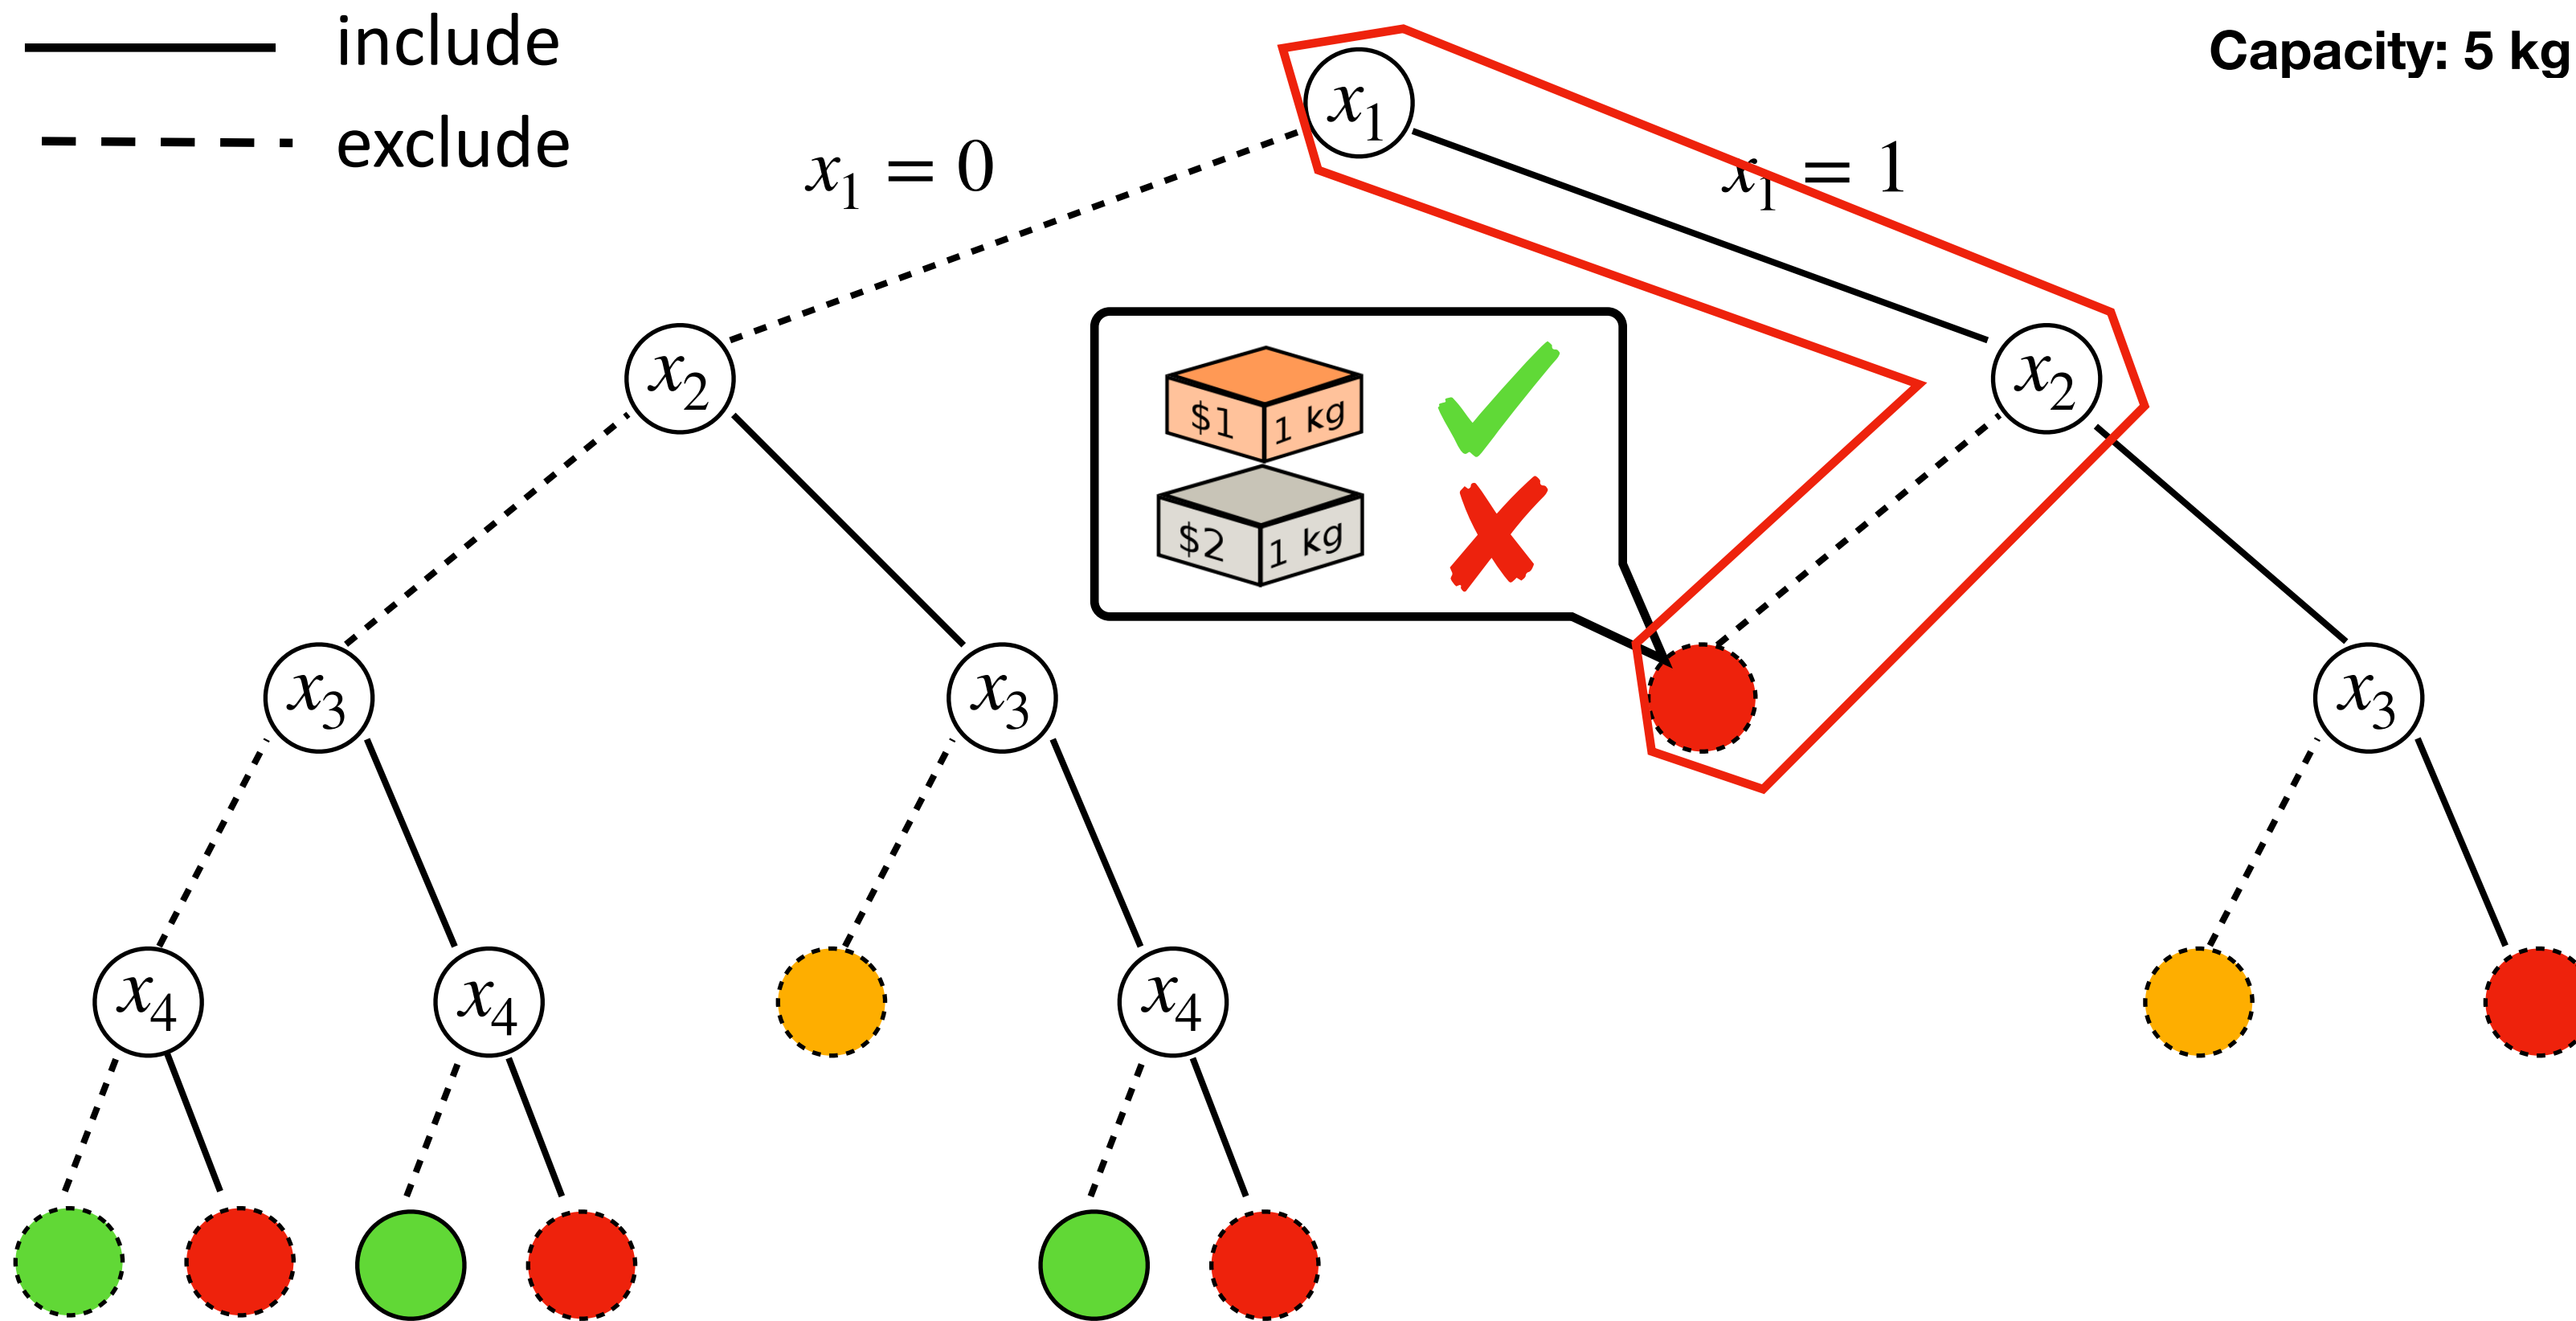 include
exclude
Capacity: 5 kg
x1
x1 = 0
x1 = 1
x2
x2
$1 1 kg
$2 1 kg
x3
x3
x3
x4
x4
x4